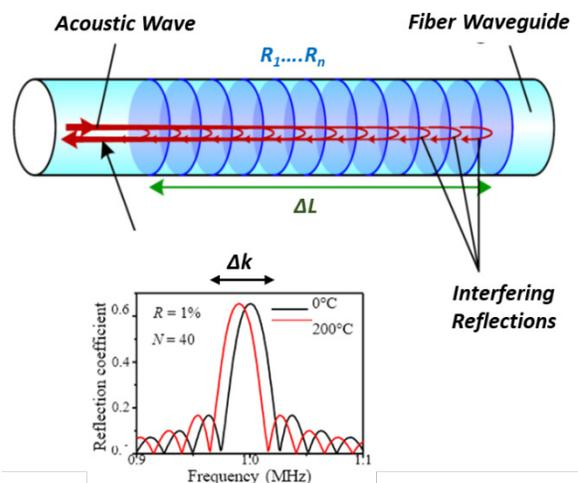 Acoustic Wave
Fiber Waveguide
R1....Rn
ΔL
Δk
Interfering
Reflections
Reflection coefficient
0.6
0.4
0.2
0.
R = 1%
N = 40
0°C
200°C
0.9
1.0
1.1
Frequency (MHz)